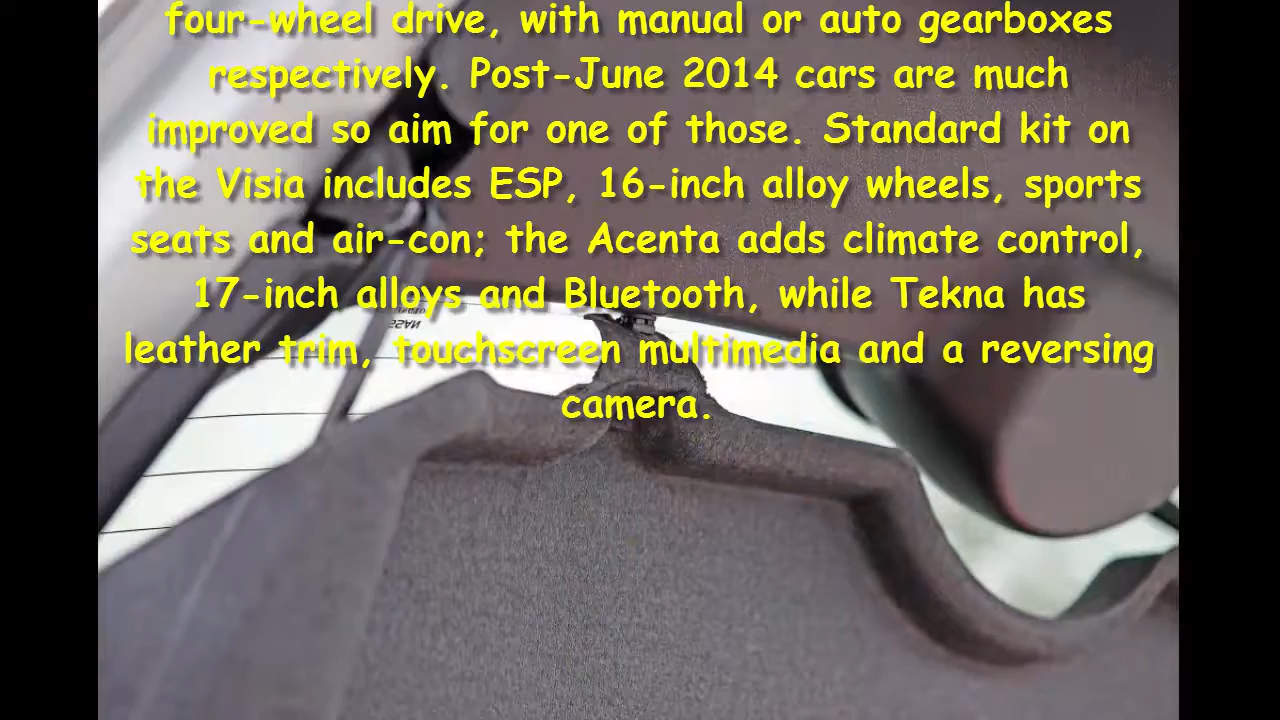 four-wheel drive, with manual or auto gearboxes
respectively. Post-June 2014 cars are much
improved so aim for one of those. Standard kit on
the Visia includes ESP, 16-inch alloy wheels, sports
seats and air-con; the Acenta adds climate control,
17-inch alloys and Bluetooth, while Tekna has
leather trim, touchscreen multimedia and a reversing
camera.